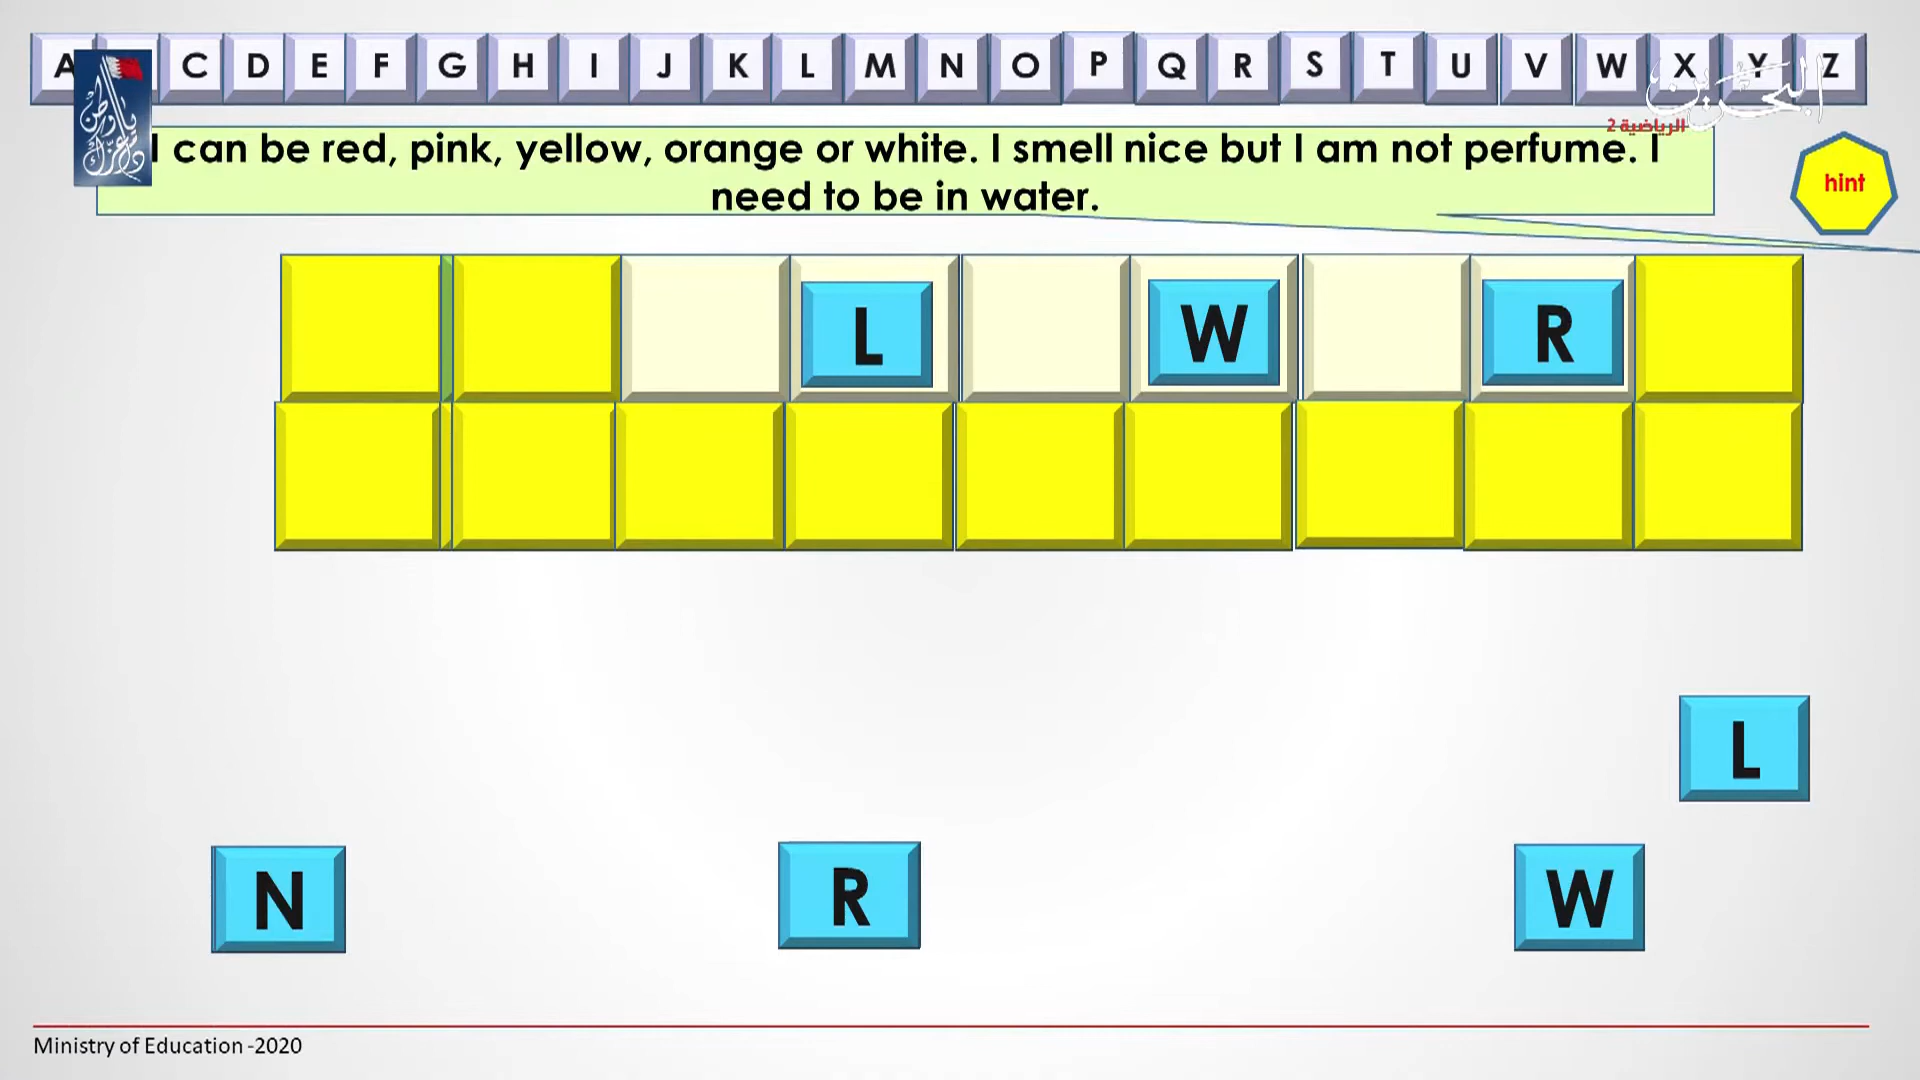 A C D E F G H I J K L M N O P Q R S T U V W X Y Z
البحرين
الرياضية 2
I can be red, pink, yellow, orange or white. I smell nice but I am not perfume. I
need to be in water.
hint
L W R
L
N R W
Ministry of Education -2020